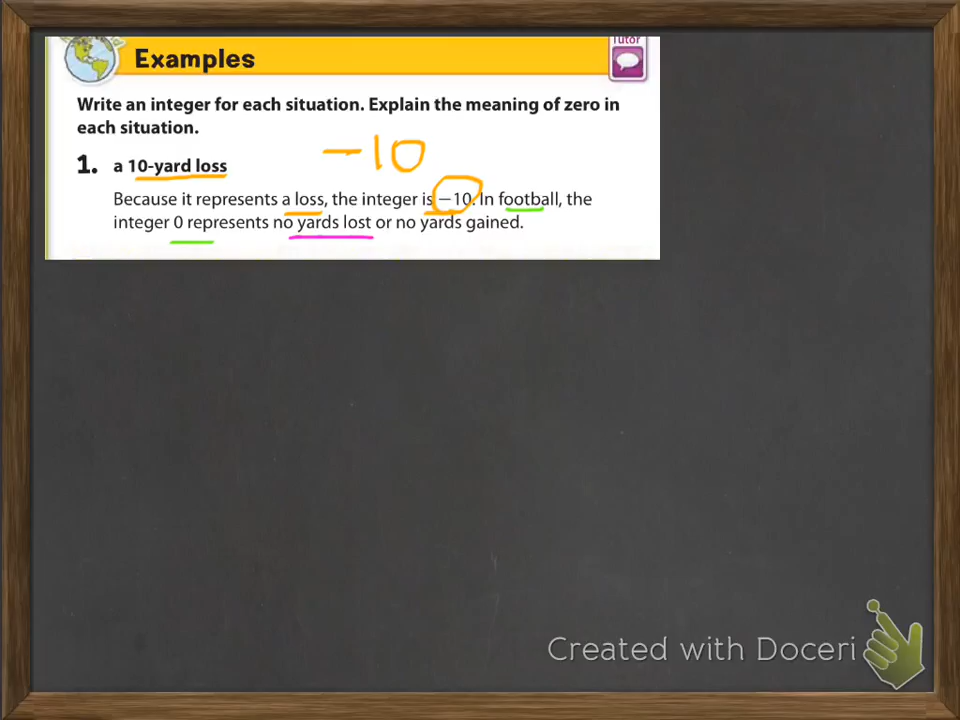 Tutor
Examples
Write an integer for each situation. Explain the meaning of zero in
each situation.
-10
1. a 10-yard loss
Because it represents a loss, the integer is −10. In football, the
integer 0 represents no yards lost or no yards gained.
Created with Doceri